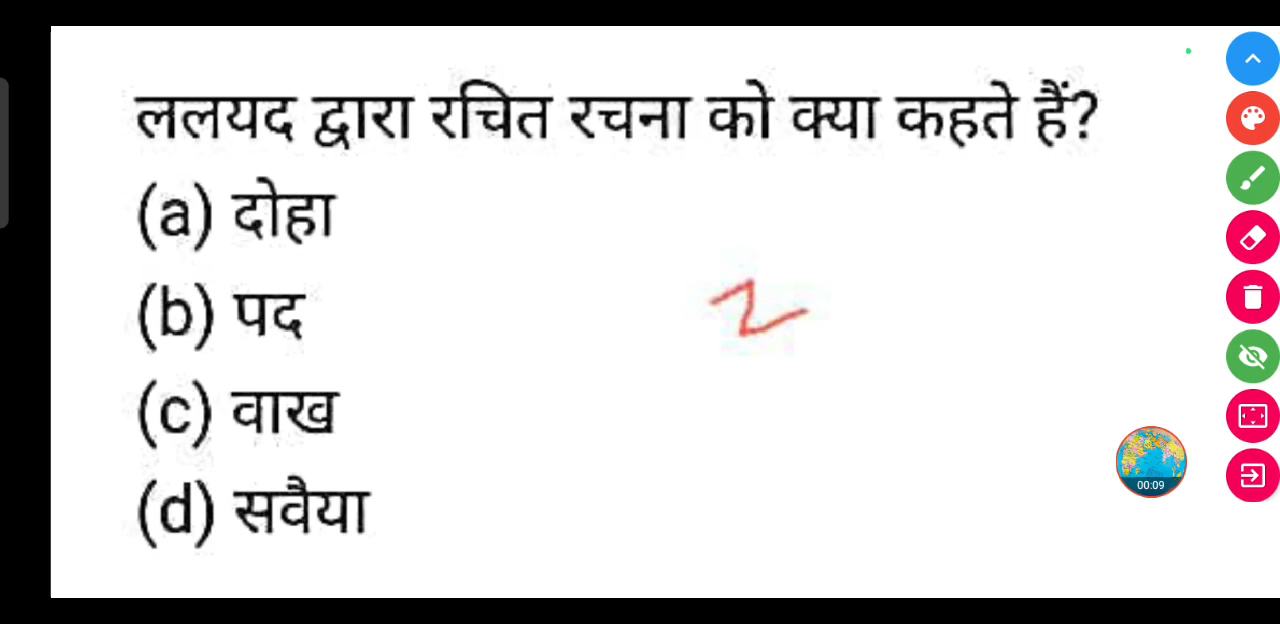 ललयद द्वारा रचित रचना को क्या कहते हैं?
(a) दोहा
(b) पद
(c) वाख
(d) सवैया
00:09